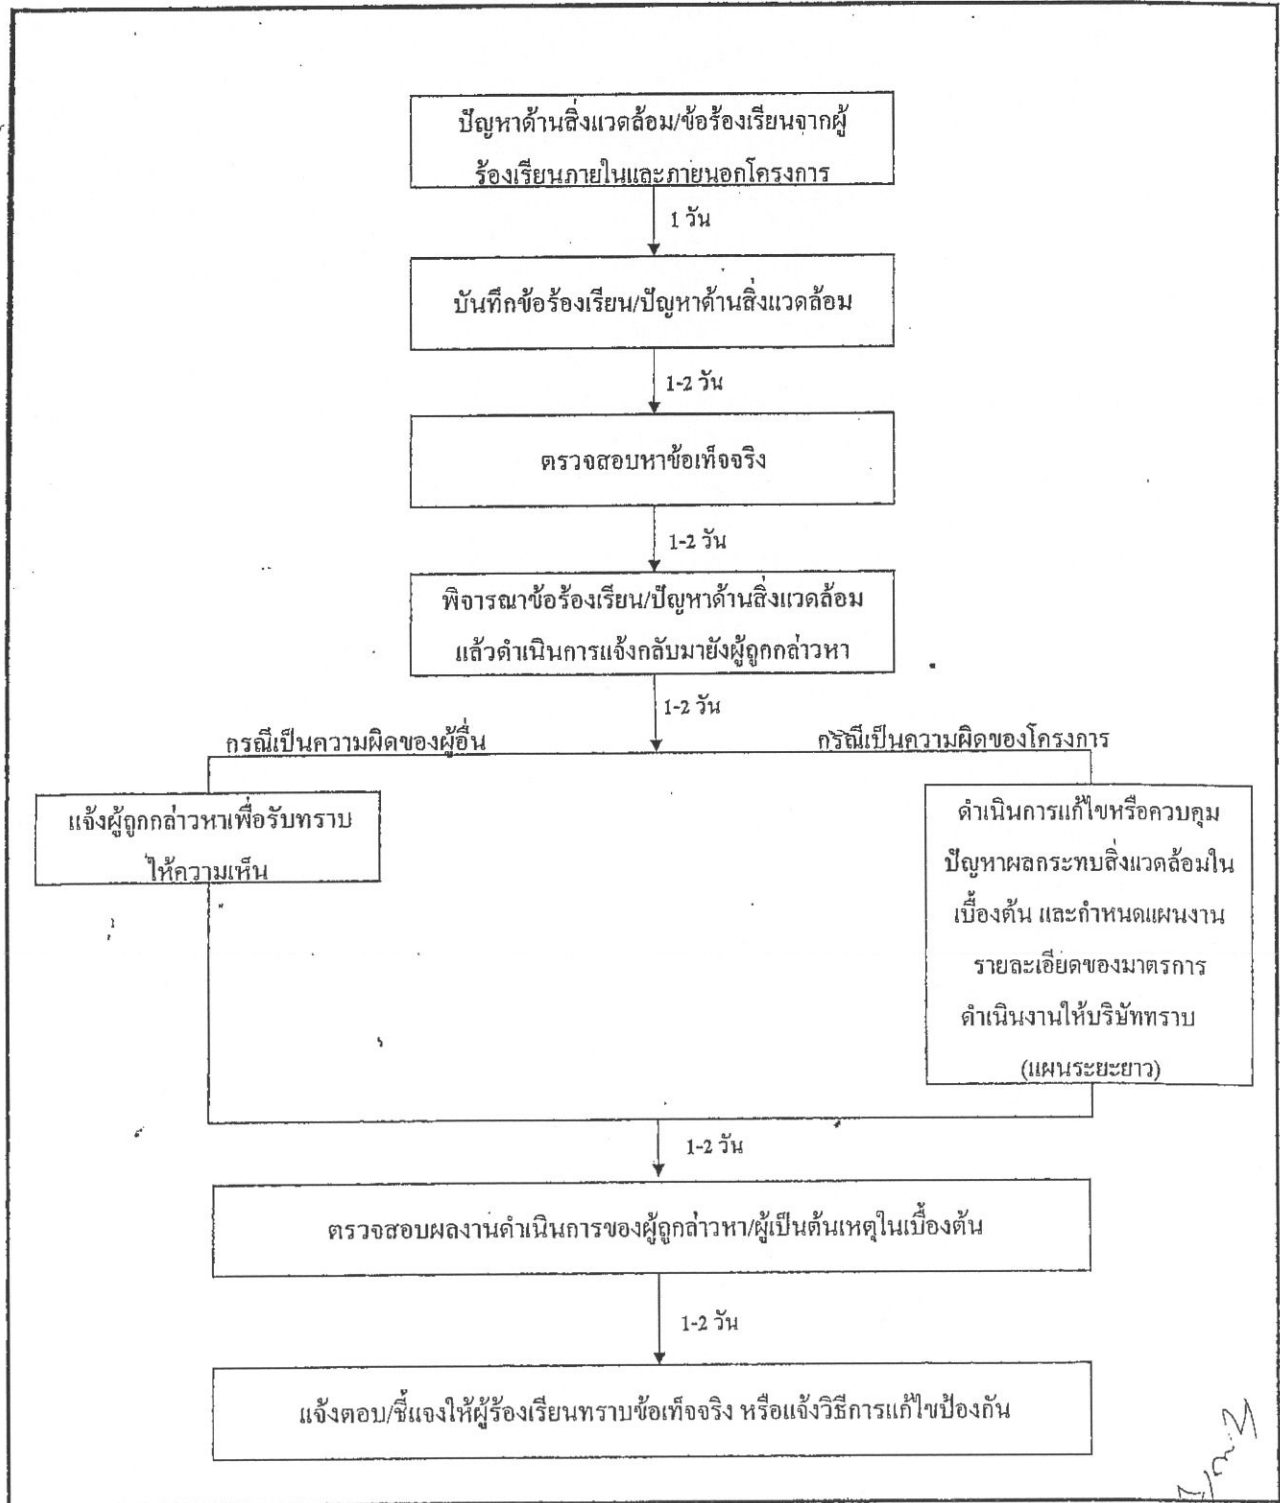 ปัญหาด้านสิ่งแวดล้อม/ข้อร้องเรียนจากผู้
ร้องเรียนภายในและภายนอกโครงการ
1 วัน
บันทึกข้อร้องเรียน/ปัญหาด้านสิ่งแวดล้อม
1-2 วัน
ตรวจสอบหาข้อเท็จจริง
1-2 วัน
พิจารณาข้อร้องเรียน/ปัญหาด้านสิ่งแวดล้อม
แล้วดำเนินการแจ้งกลับมายังผู้ถูกกล่าวหา
1-2 วัน
กรณีเป็นความผิดของผู้อื่น
กรณีเป็นความผิดของโครงการ
แจ้งผู้ถูกกล่าวหาเพื่อรับทราบ
ให้ความเห็น
ดำเนินการแก้ไขหรือควบคุม
ปัญหาผลกระทบสิ่งแวดล้อมใน
เบื้องต้น และกำหนดแผนงาน
รายละเอียดของมาตรการ
ดำเนินงานให้บริษัททราบ
(แผนระยะยาว)
1-2 วัน
ตรวจสอบผลงานดำเนินการของผู้ถูกกล่าวหา/ผู้เป็นต้นเหตุในเบื้องต้น
1-2 วัน
แจ้งตอบ/ชี้แจงให้ผู้ร้องเรียนทราบข้อเท็จจริง หรือแจ้งวิธีการแก้ไขป้องกัน